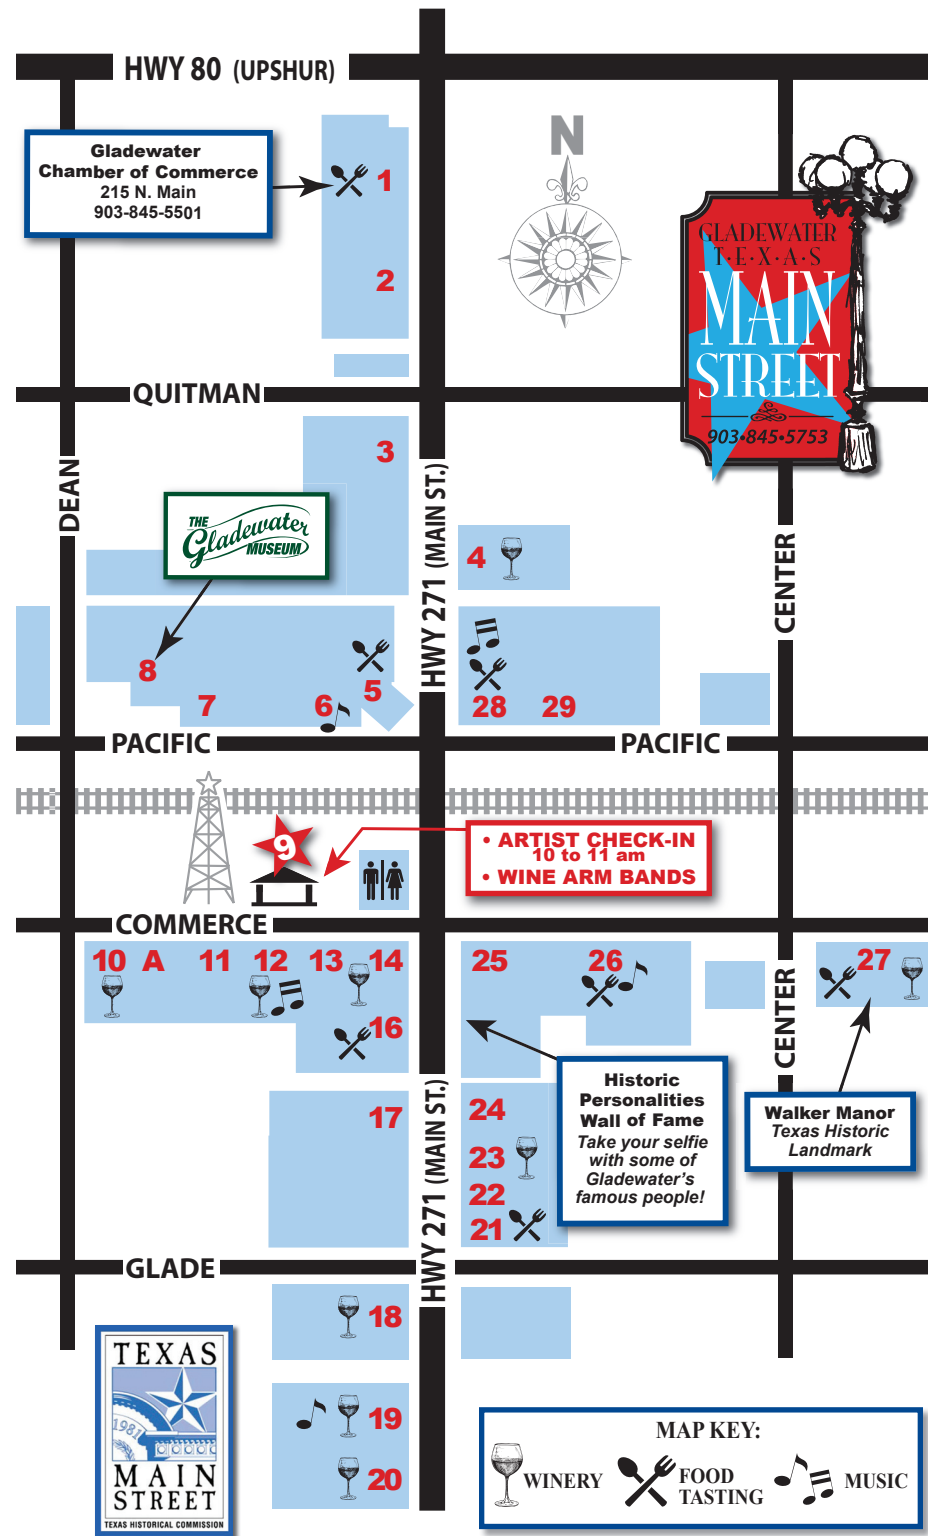 HWY 80 (UPSHUR)
Gladewater
Chamber of Commerce
215 N. Main
903-845-5501
1
2
N
GLADEWATER
T·E·X·A·S
MAIN
STREET
903•845•5753
QUITMAN
3
DEAN
THE
Gladewater
MUSEUM
HWY 271 (MAIN ST.)
4
CENTER
8
7
6
5
28
29
PACIFIC
PACIFIC
9
• ARTIST CHECK-IN
10 to 11 am
• WINE ARM BANDS
COMMERCE
10
A
11
12
13
14
16
25
26
27
CENTER
Historic
Personalities
Wall of Fame
Take your selfie
with some of
Gladewater's
famous people!
Walker Manor
Texas Historic
Landmark
17
HWY 271 (MAIN ST.)
24
23
22
21
GLADE
18
19
20
TEXAS
1981
MAIN
STREET
TEXAS HISTORICAL COMMISSION
MAP KEY:
WINERY
FOOD
TASTING
MUSIC